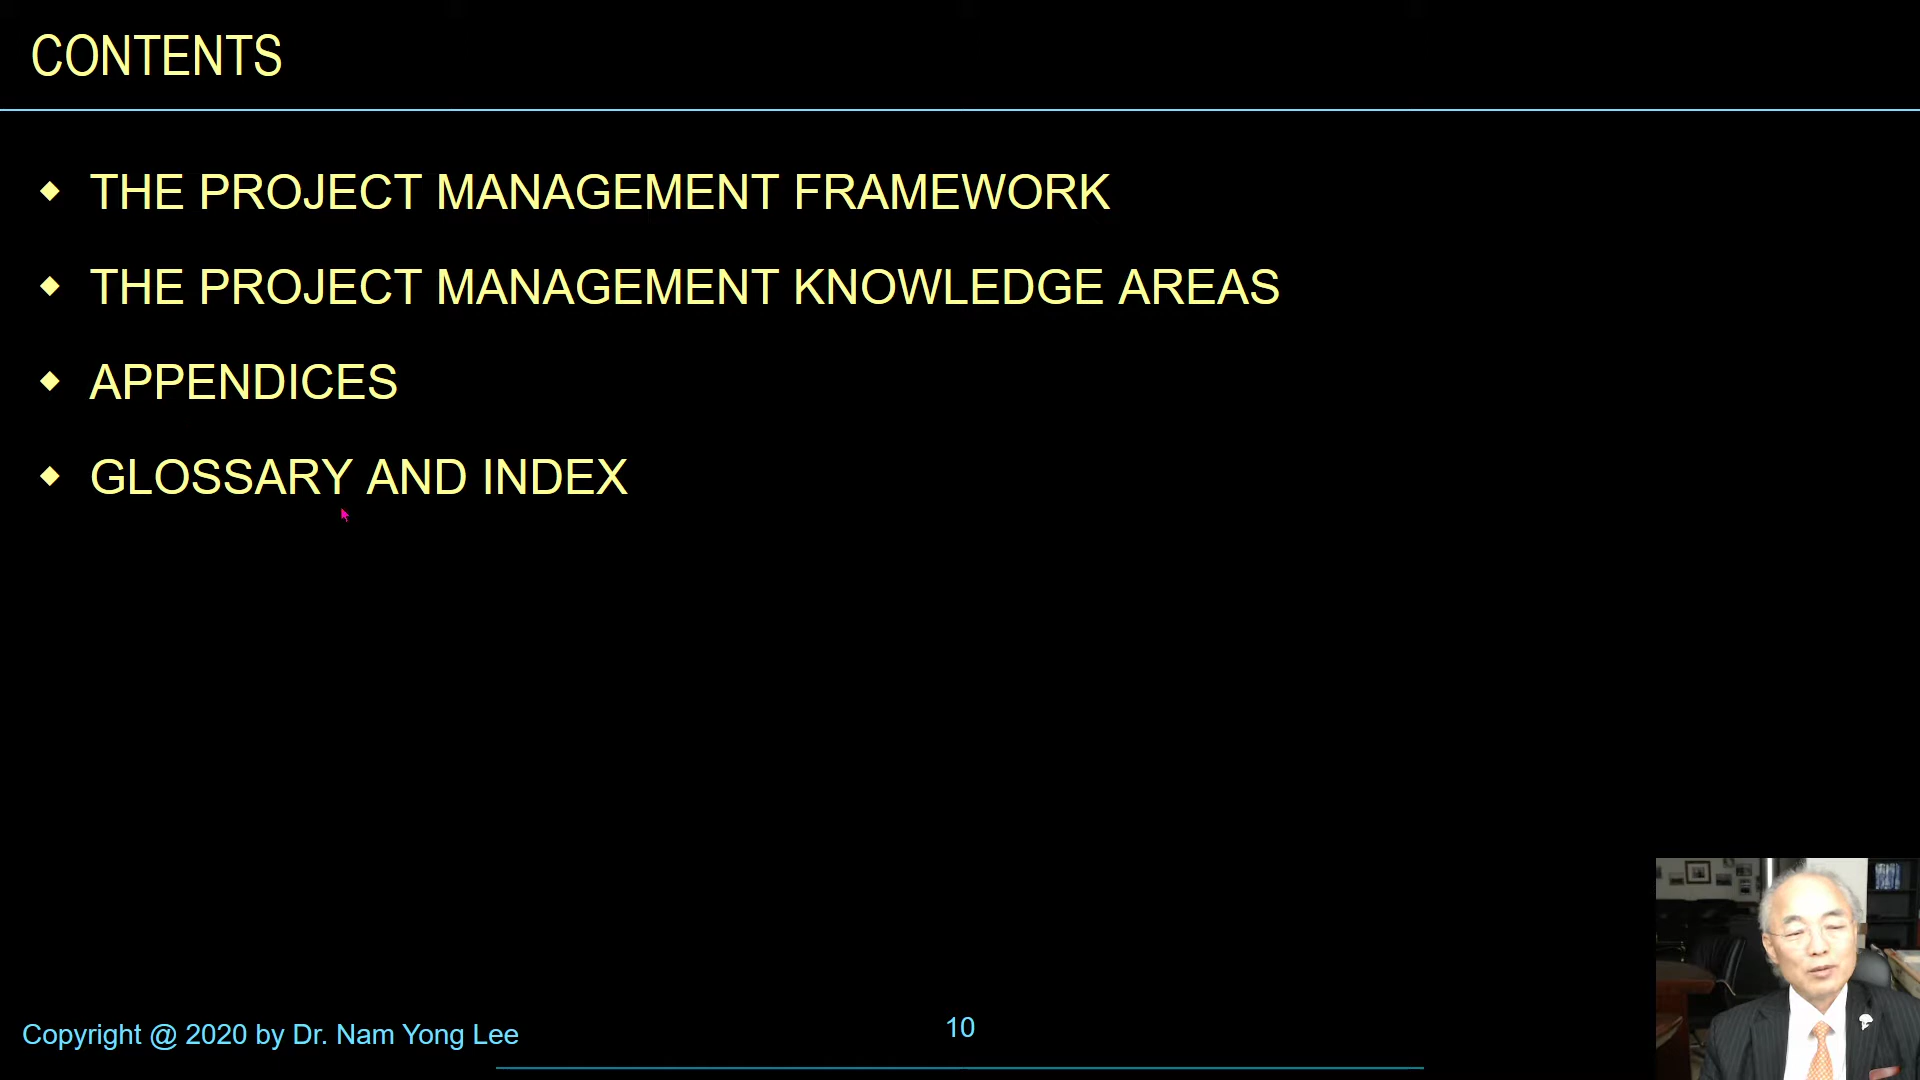 CONTENTS
THE PROJECT MANAGEMENT FRAMEWORK
THE PROJECT MANAGEMENT KNOWLEDGE AREAS
APPENDICES
GLOSSARY AND INDEX
Copyright @ 2020 by Dr. Nam Yong Lee
10